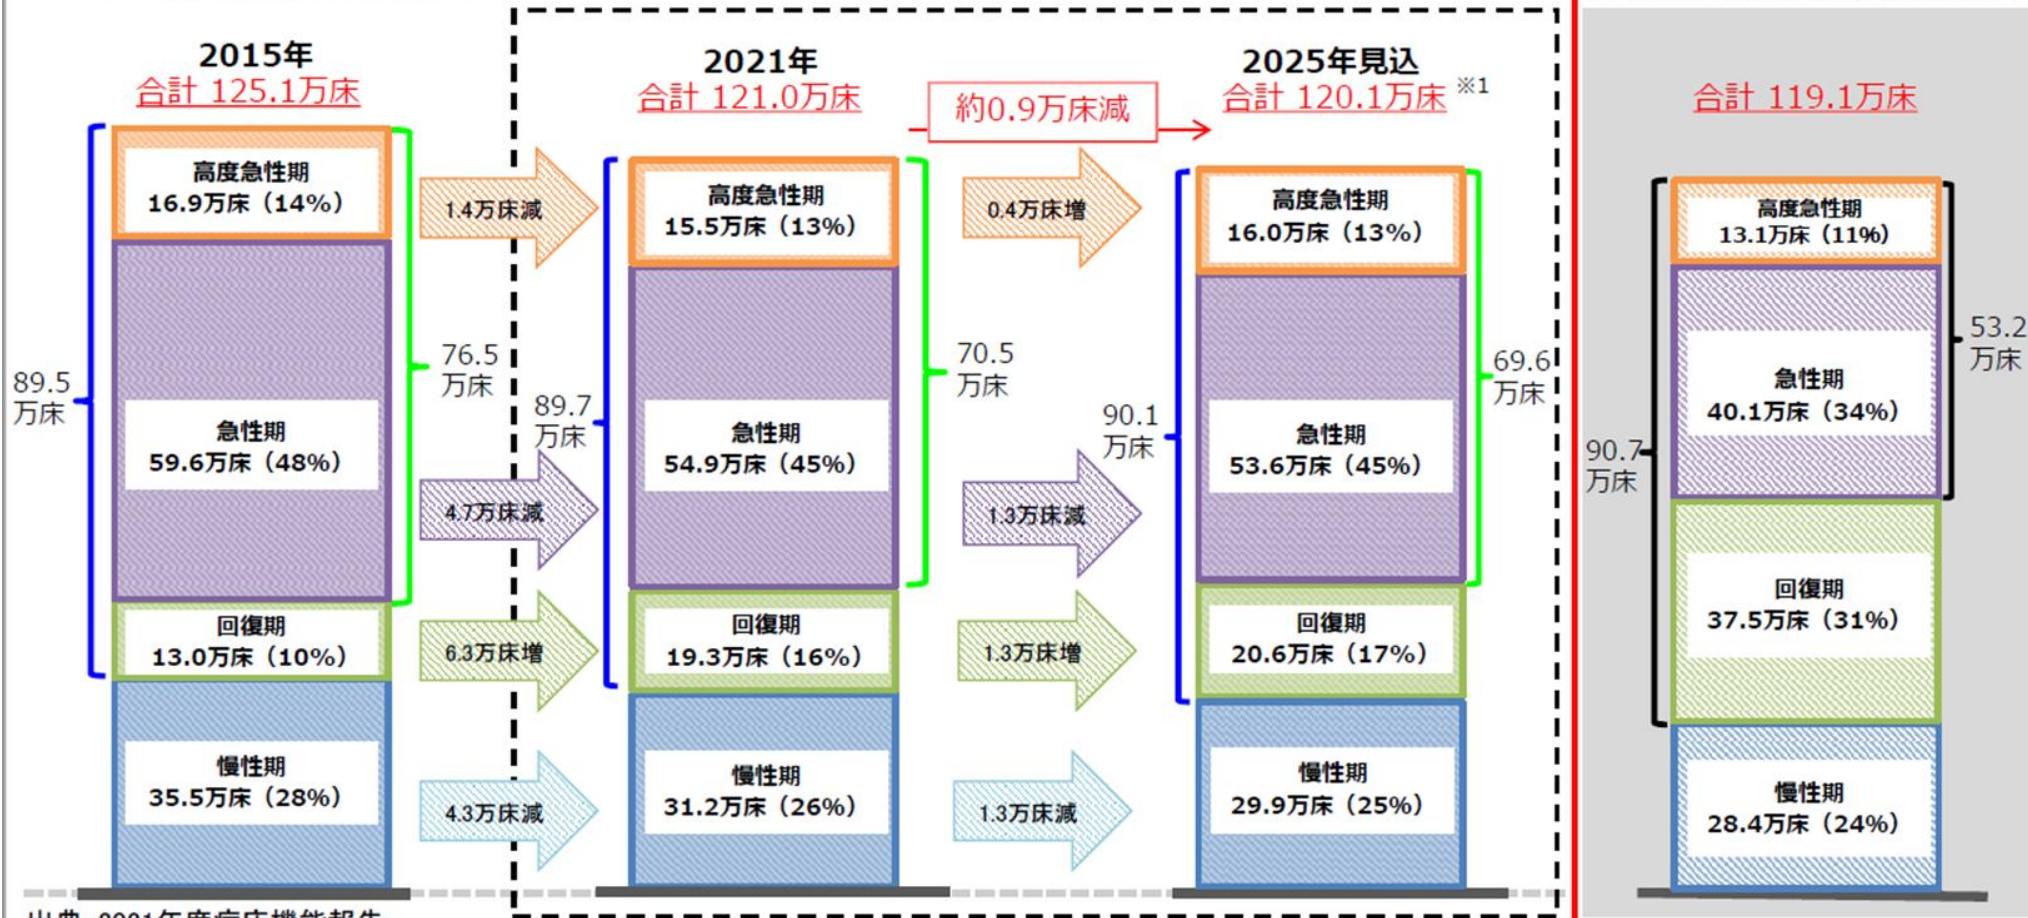 2015年
合計 125.1万床
高度急性期
16.9万床（14%）
急性期
59.6万床（48%）
回復期
13.0万床（10%）
慢性期
35.5万床（28%）
89.5
万床
76.5
万床
1.4万床減
4.7万床減
6.3万床増
4.3万床減
2021年
合計 121.0万床
高度急性期
15.5万床（13%）
急性期
54.9万床（45%）
回復期
19.3万床（16%）
慢性期
31.2万床（26%）
89.7
万床
70.5
万床
約0.9万床減
0.4万床増
1.3万床減
1.3万床増
1.3万床減
2025年見込
合計 120.1万床 ※1
高度急性期
16.0万床（13%）
急性期
53.6万床（45%）
回復期
20.6万床（17%）
慢性期
29.9万床（25%）
90.1
万床
69.6
万床
合計 119.1万床
高度急性期
13.1万床（11%）
急性期
40.1万床（34%）
回復期
37.5万床（31%）
慢性期
28.4万床（24%）
90.7
万床
53.2
万床